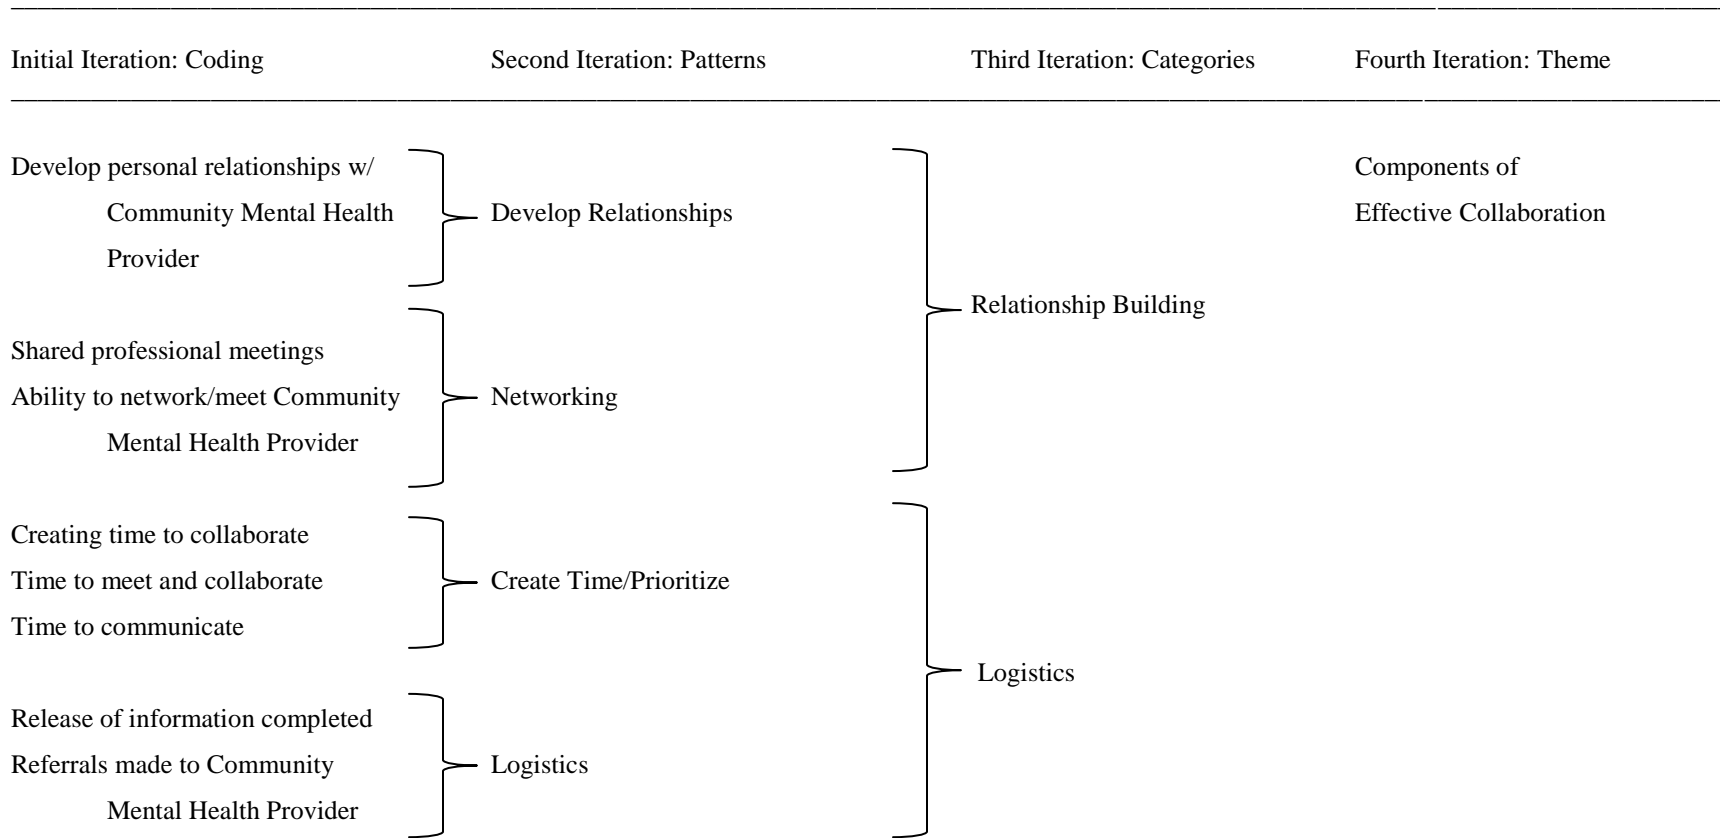 Initial Iteration: Coding Second Iteration: Patterns Third Iteration: Categories Fourth Iteration: Theme
Develop personal relationships w/ Components of
Community Mental Health Develop Relationships Effective Collaboration
Provider
Relationship Building
Shared professional meetings
Ability to network/meet Community Networking
Mental Health Provider
Creating time to collaborate
Time to meet and collaborate Create Time/Prioritize
Time to communicate
Logistics
Release of information completed
Referrals made to Community Logistics
Mental Health Provider